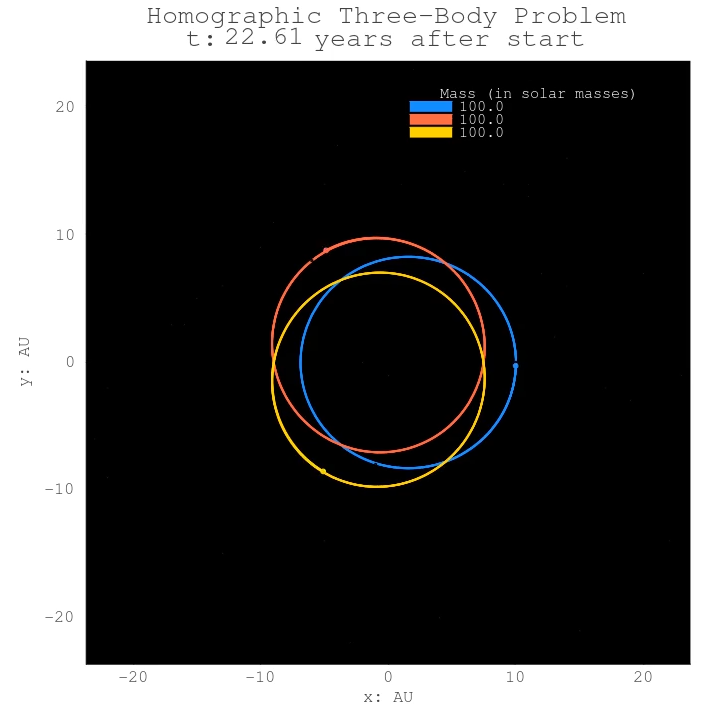 Homographic Three-Body Problem
t: 22.61 years after start
Mass (in solar masses)
100.0
100.0
100.0
20
10
0
-10
-20
y: AU
-20 -10 0 10 20
x: AU